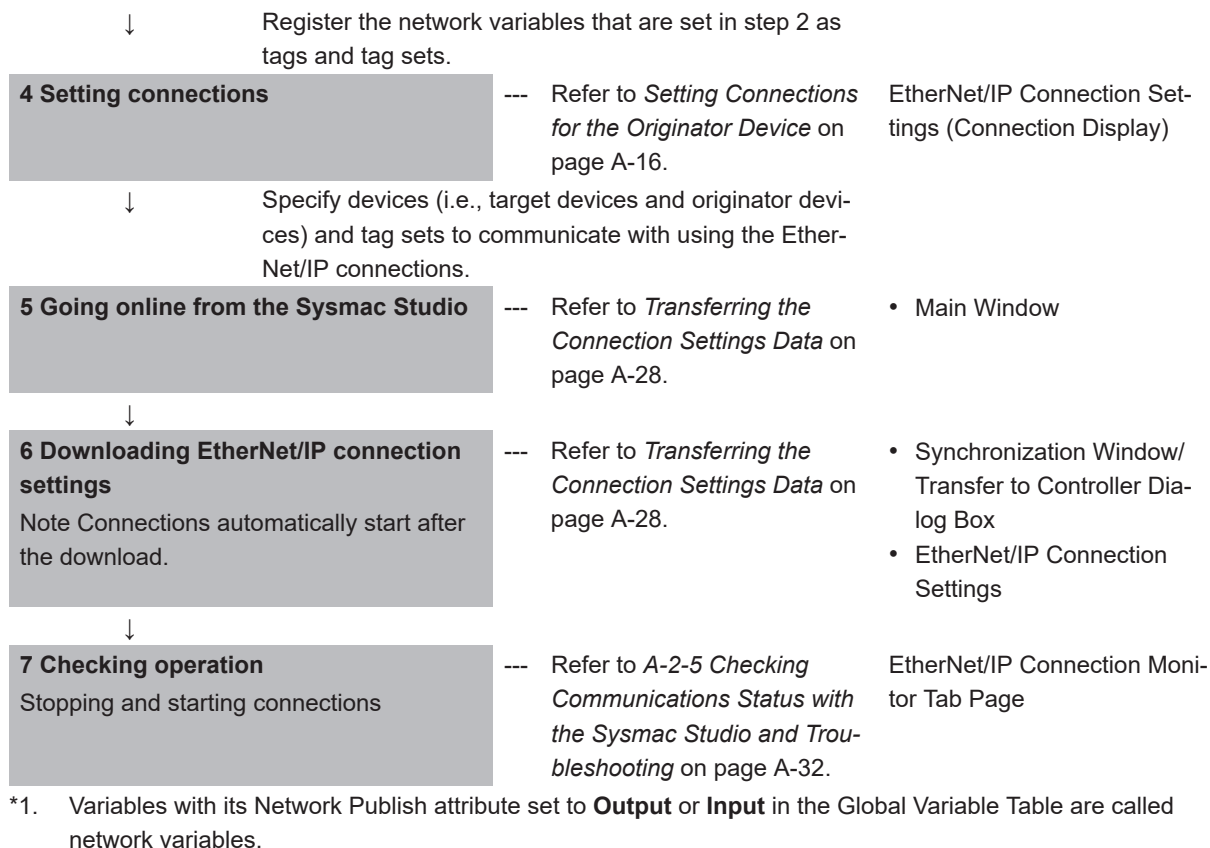 ↓ Register the network variables that are set in step 2 as
tags and tag sets.
4 Setting connections --- Refer to Setting Connections EtherNet/IP Connection Set-
for the Originator Device on tings (Connection Display)
page A-16.
↓ Specify devices (i.e., target devices and originator devi-
ces) and tag sets to communicate with using the Ether-
Net/IP connections.
5 Going online from the Sysmac Studio --- Refer to Transferring the • Main Window
Connection Settings Data on
page A-28.
↓
6 Downloading EtherNet/IP connection --- Refer to Transferring the • Synchronization Window/
settings Connection Settings Data on Transfer to Controller Dia-
Note Connections automatically start after page A-28. log Box
the download. • EtherNet/IP Connection
Settings
↓
7 Checking operation --- Refer to A-2-5 Checking EtherNet/IP Connection Moni-
Stopping and starting connections Communications Status with tor Tab Page
the Sysmac Studio and Trou-
bleshooting on page A-32.
*1. Variables with its Network Publish attribute set to Output or Input in the Global Variable Table are called
network variables.